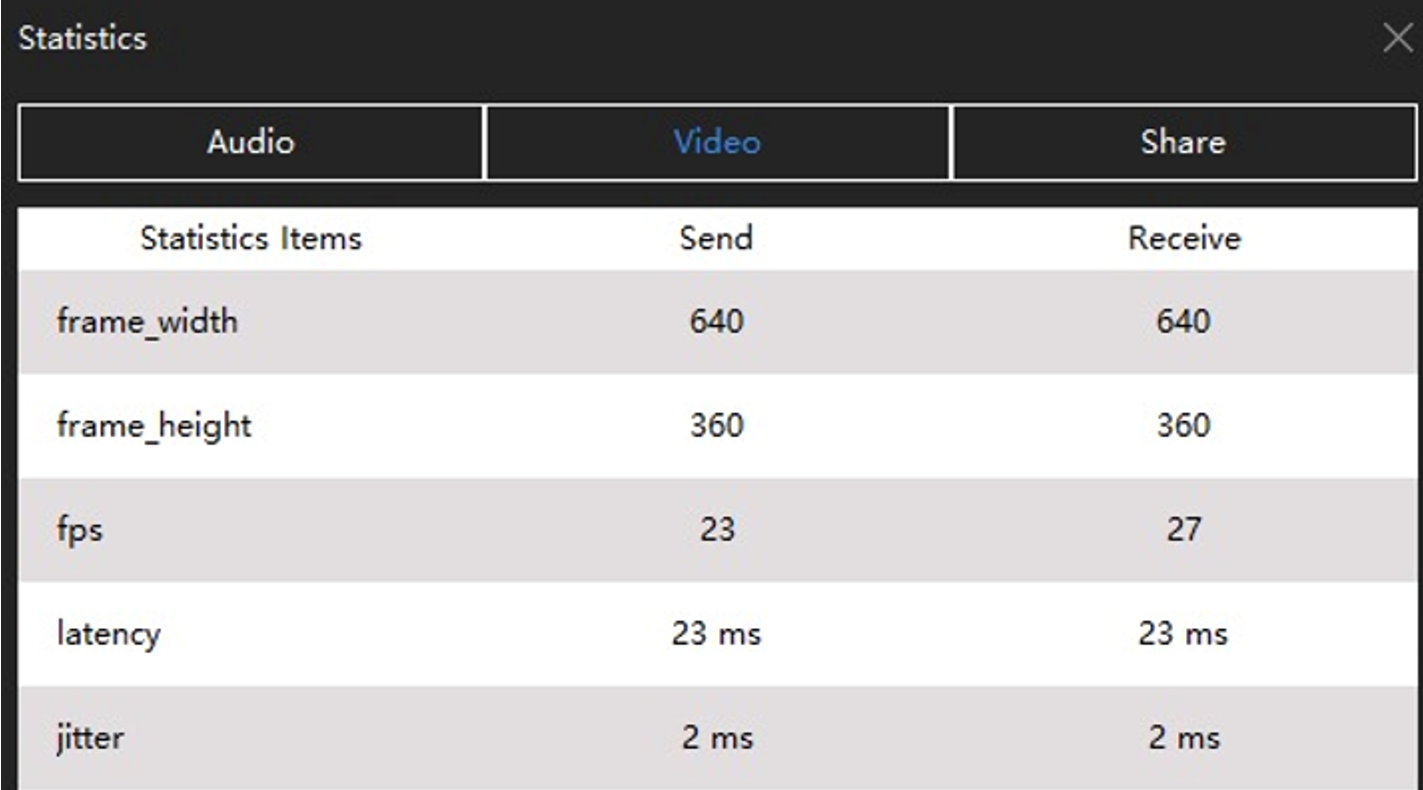 Statistics
Audio Video Share
Statistics Items Send Receive
frame_width 640 640
frame_height 360 360
fps 23 27
latency 23 ms 23 ms
jitter 2 ms 2 ms